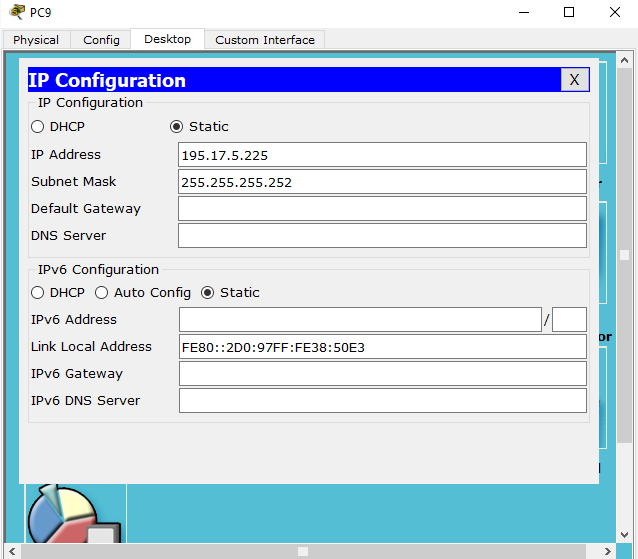 PC9
Physical Config Desktop Custom Interface
IP Configuration X
IP Configuration
DHCP Static
IP Address 195.17.5.225
Subnet Mask 255.255.255.252
Default Gateway
DNS Server
IPv6 Configuration
DHCP Auto Config Static
IPv6 Address /
Link Local Address FE80::2D0:97FF:FE38:50E3
IPv6 Gateway
IPv6 DNS Server